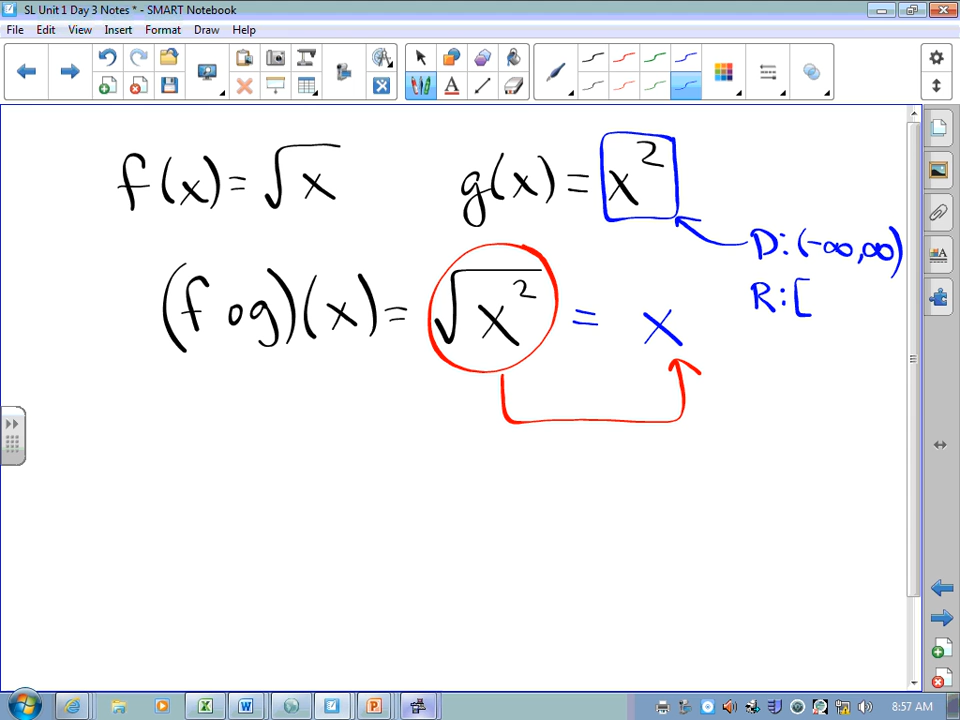 SL Unit 1 Day 3 Notes * - SMART Notebook
File Edit View Insert Format Draw Help
f(x) = √x g(x) = x²
D: (-∞,∞)
R: [
(f o g)(x) = √x² = x
8:57 AM